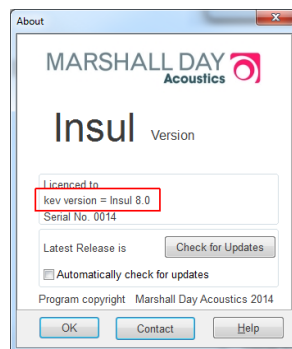 About
x
MARSHALL DAY
Acoustics
Insul Version
Licenced to
key version = Insul 8.0
Serial No. 0014
Latest Release is Check for Updates
Automatically check for updates
Program copyright Marshall Day Acoustics 2014
OK Contact Help